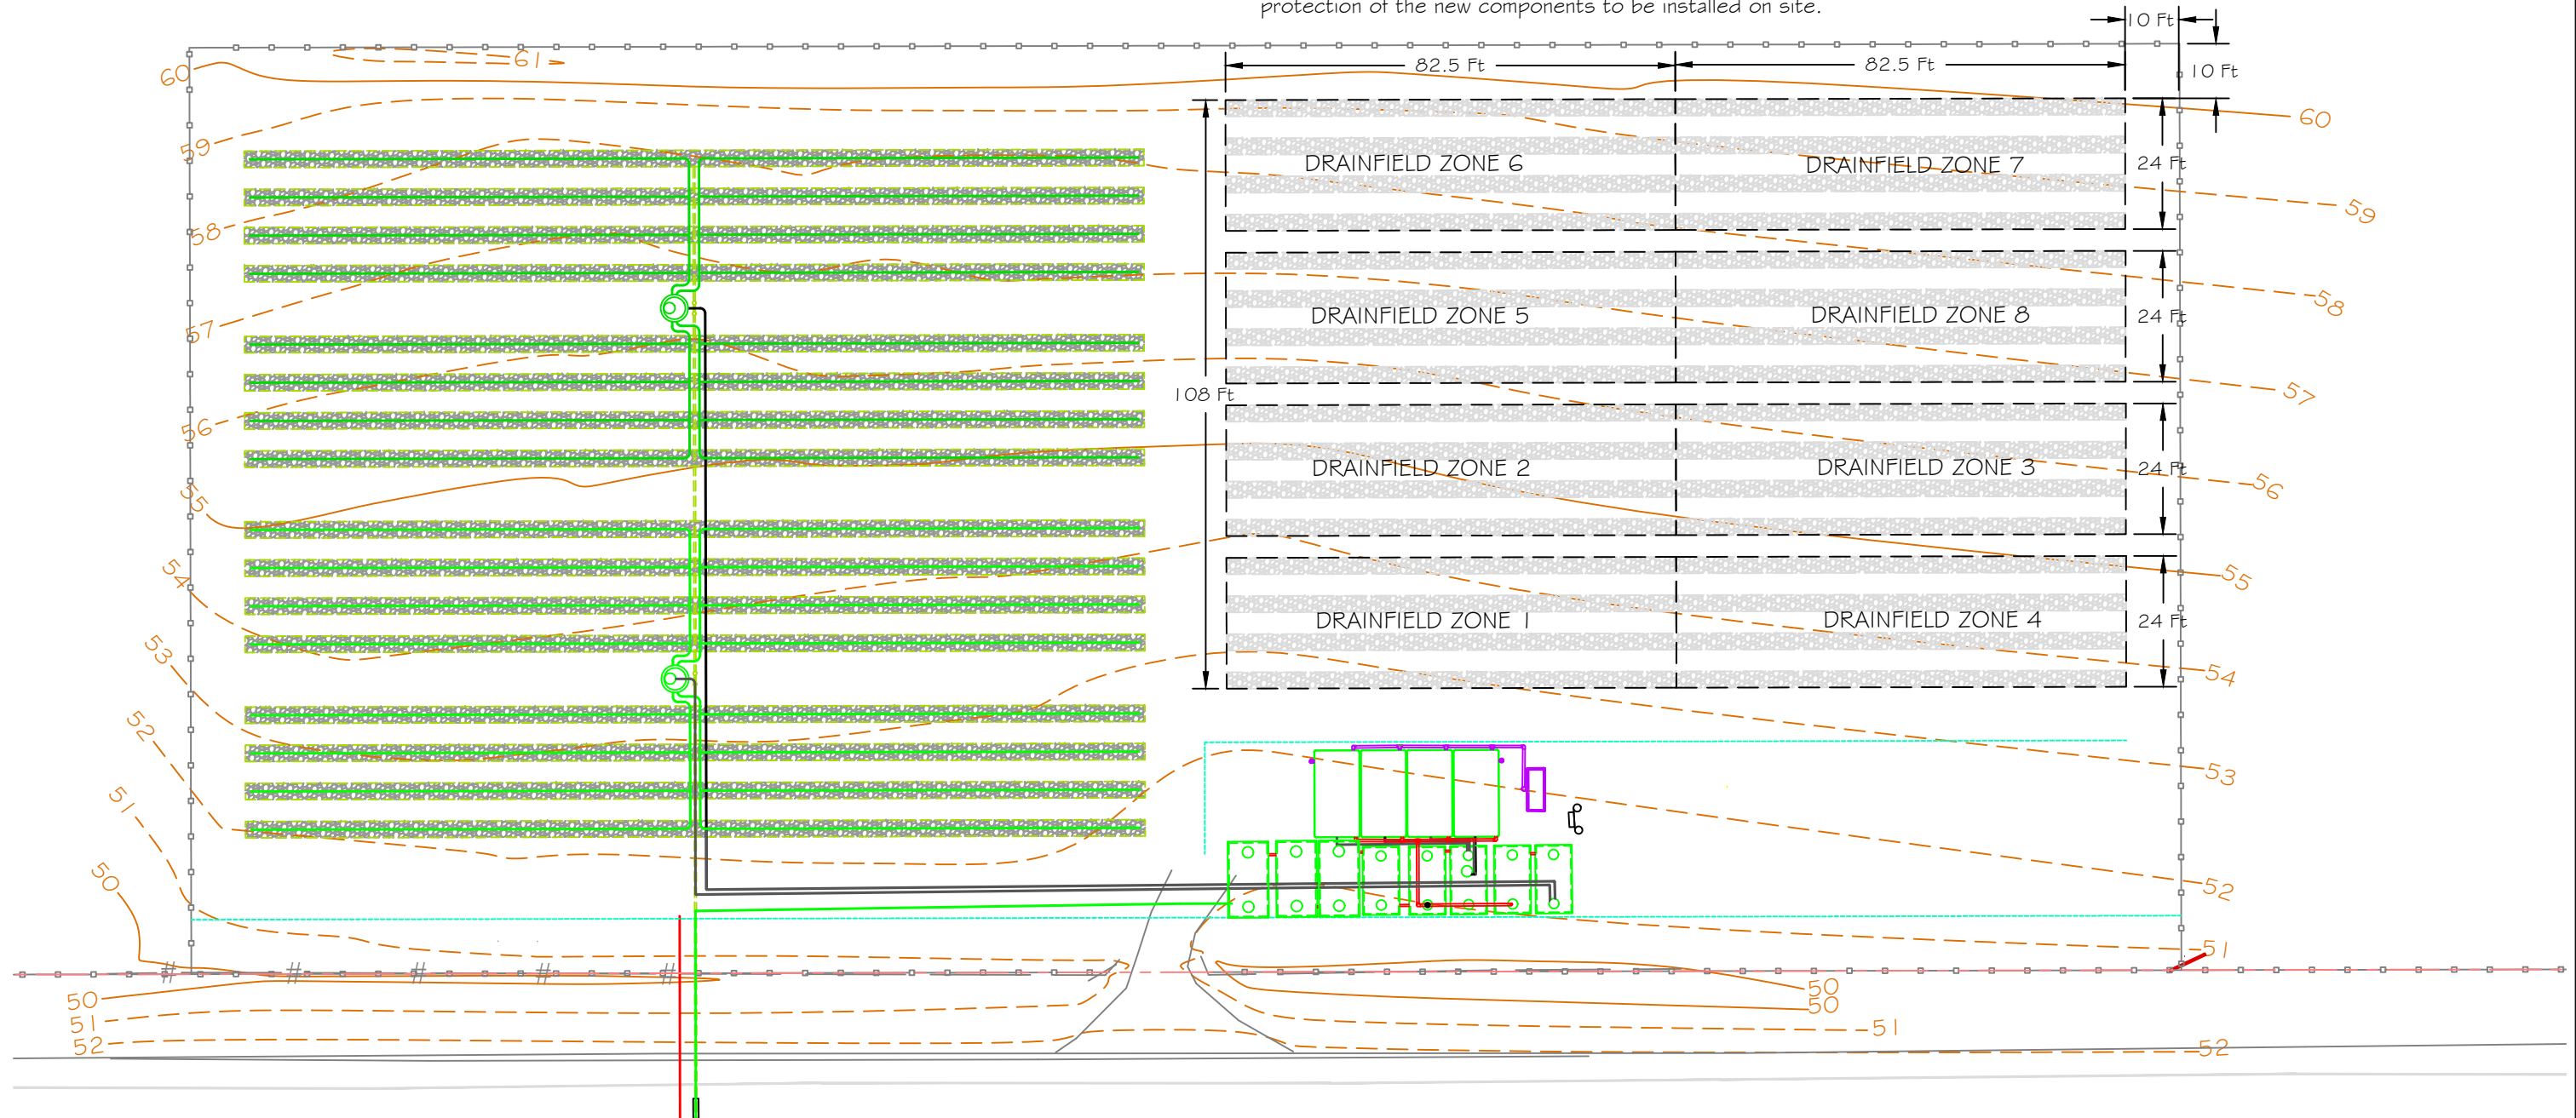 protection of the new components to be installed on site.
10 Ft
61
60
82.5 Ft
82.5 Ft
10 Ft
60
59
DRAINFIELD ZONE 6
DRAINFIELD ZONE 7
24 Ft
59
58
58
57
DRAINFIELD ZONE 5
DRAINFIELD ZONE 8
24 Ft
108 Ft
57
56
DRAINFIELD ZONE 2
DRAINFIELD ZONE 3
24 Ft
56
55
54
55
DRAINFIELD ZONE 1
DRAINFIELD ZONE 4
24 Ft
53
54
52
53
51
50
52
51
#
#
#
#
#
50
50
50
51
51
52
52